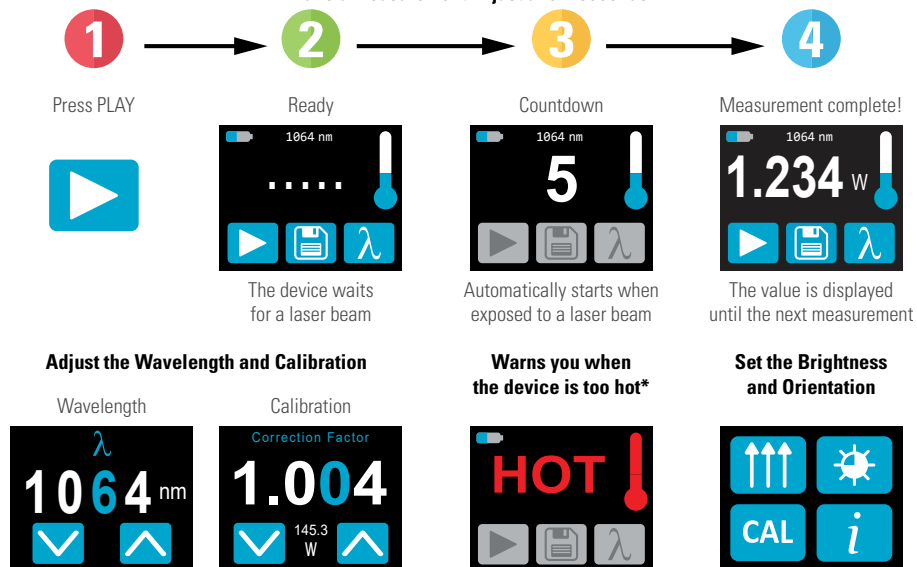 1
2
3
4
Press PLAY
Ready
Countdown
Measurement complete!
1064 nm
.....
λ
1064 nm
5
λ
1064 nm
1.234 W
λ
The device waits
for a laser beam
Automatically starts when
exposed to a laser beam
The value is displayed
until the next measurement
Adjust the Wavelength and Calibration
Wavelength
Calibration
λ
1064 nm
Correction Factor
1.004
145.3
W
Warns you when
the device is too hot*
HOT
λ
Set the Brightness
and Orientation
CAL
i